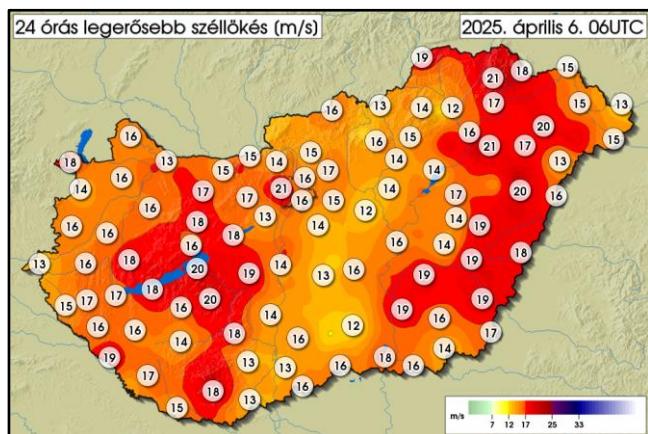 24 órás legerősebb széllökés (m/s)
2025. április 6. 06UTC
19
21 18 15
16 13 14 12 17 15 13
16 16 15 16 20 15
18 13 15 15 14 15 14 21 17 13
14 16 17 17 21 16 17 14 14 20 16
16 16 16 18 13 16 15 12 17
13 16 18 16 18 14 16 14 14 19
20 19 14 13 16 19 19 18
15 17 17 18 16 20 19 19
16 16 14 18 14 16 12 16 17
19 17 13 13 16 18 16 14
15 18 13 16
m/s 7 12 17 25 33